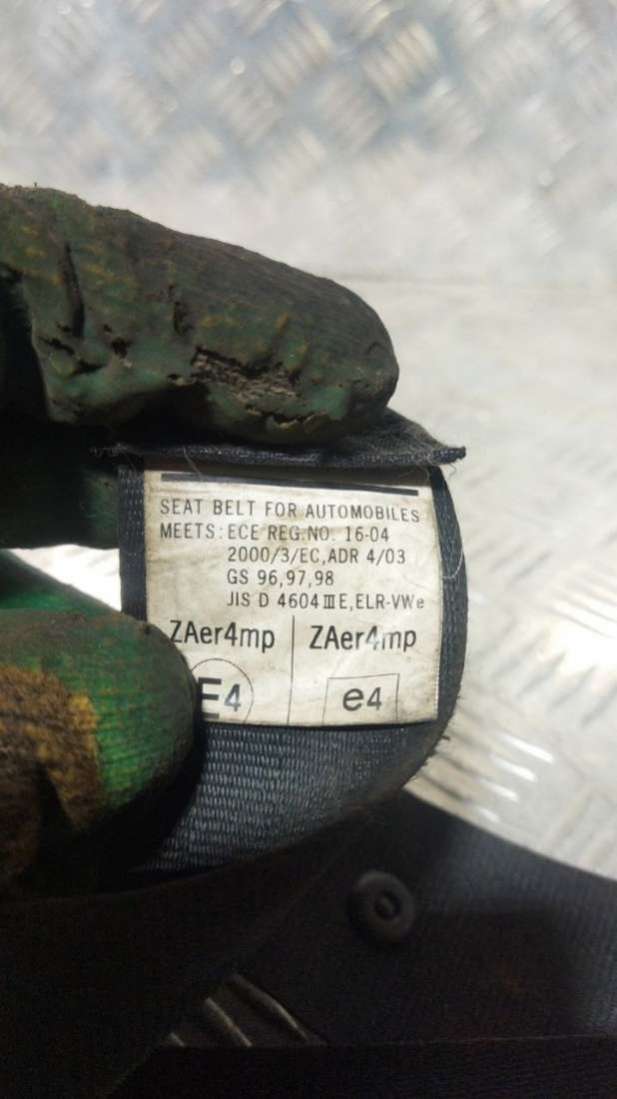 SEAT BELT FOR AUTOMOBILES
MEETS: ECE REG.NO. 16-04
2000/3/EC,ADR 4/03
GS 96,97,98
JIS D 4604 III E,ELR-VWe
ZAer4mp ZAer4mp
E4 e4